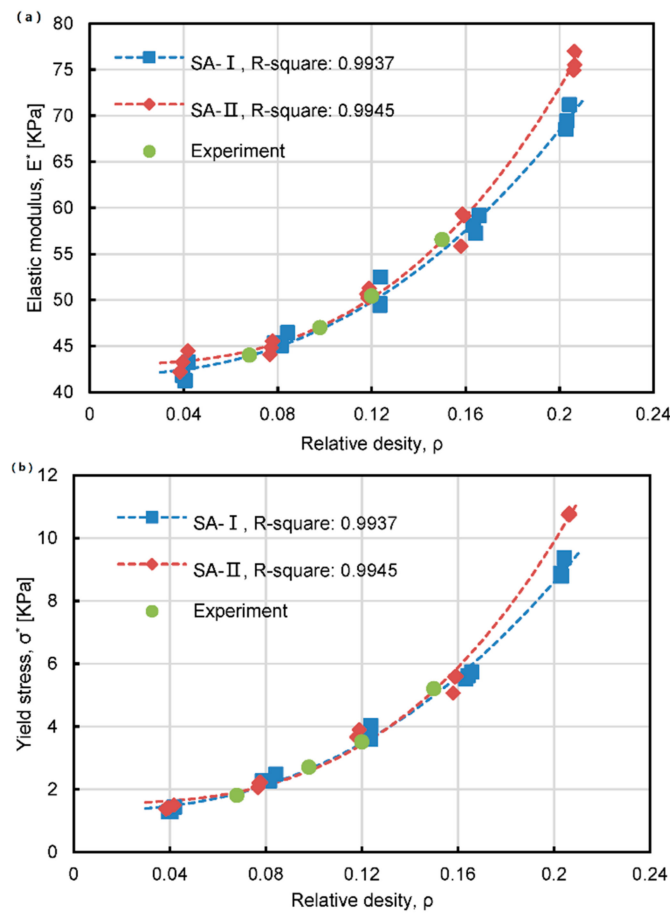 ( a )
80
75
70
65
60
55
50
45
40
Elastic modulus, E* [KPa]
SA-Ⅰ, R-square: 0.9937
SA-Ⅱ, R-square: 0.9945
Experiment
0 0.04 0.08 0.12 0.16 0.2 0.24
Relative desity, ρ
( b )
12
10
8
6
4
2
0
Yield stress, σ* [KPa]
SA-Ⅰ, R-square: 0.9937
SA-Ⅱ, R-square: 0.9945
Experiment
0 0.04 0.08 0.12 0.16 0.2 0.24
Relative desity, ρ